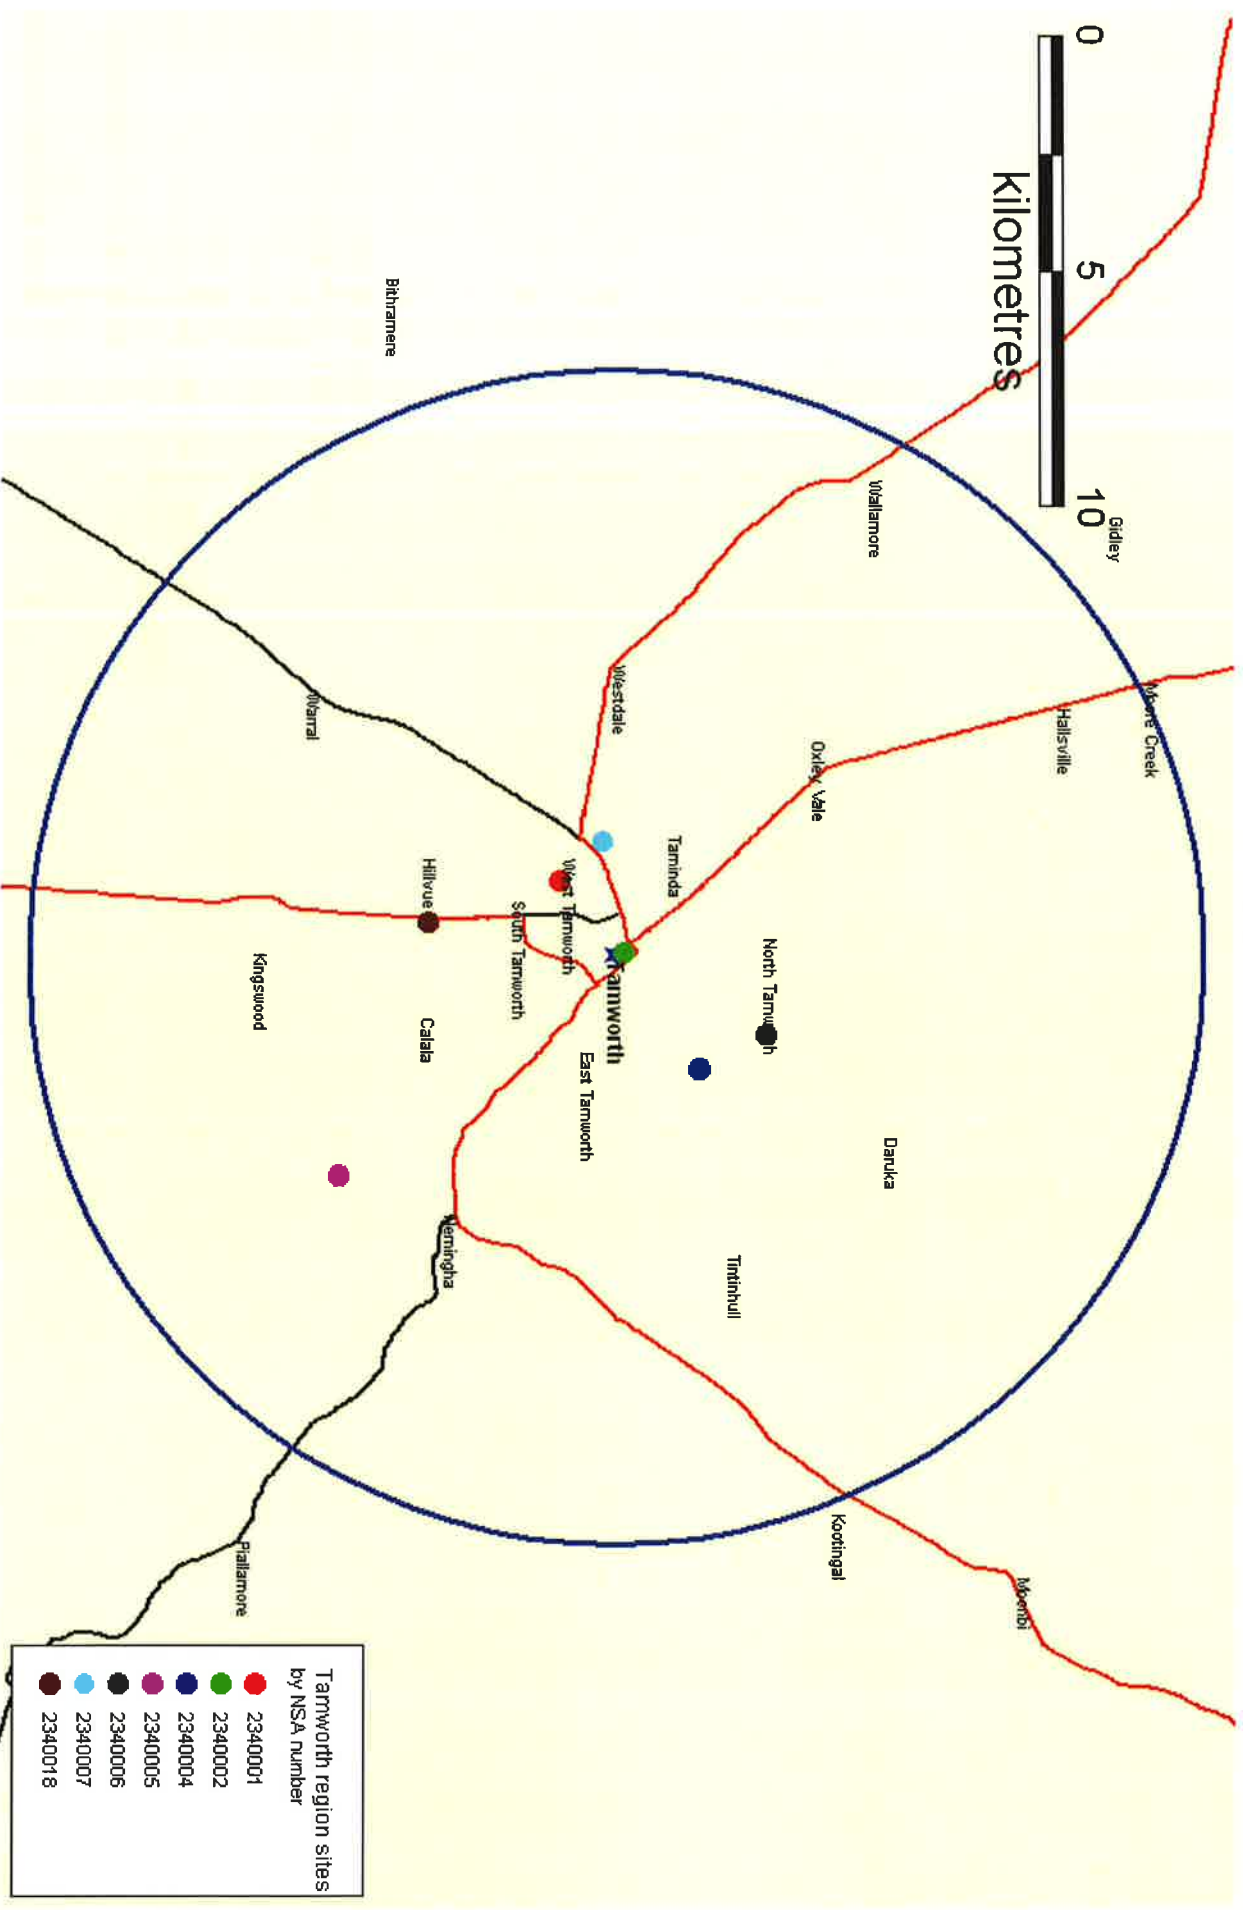 0 5 10
kilometres
Gidley
Moore Creek
Hallsville
Wallamore
Oxley Vale
Daruka
Kootingal
Moonbi
North Tamworth
Tintinhull
Taminda
Westdale
Tamworth
East Tamworth
West Tamworth
South Tamworth
Bithramere
Warral
Hillvue
Calala
Nemingha
Kingswood
Piallamore
Tamworth region sites
by NSA number
2340001
2340002
2340004
2340005
2340006
2340007
2340018